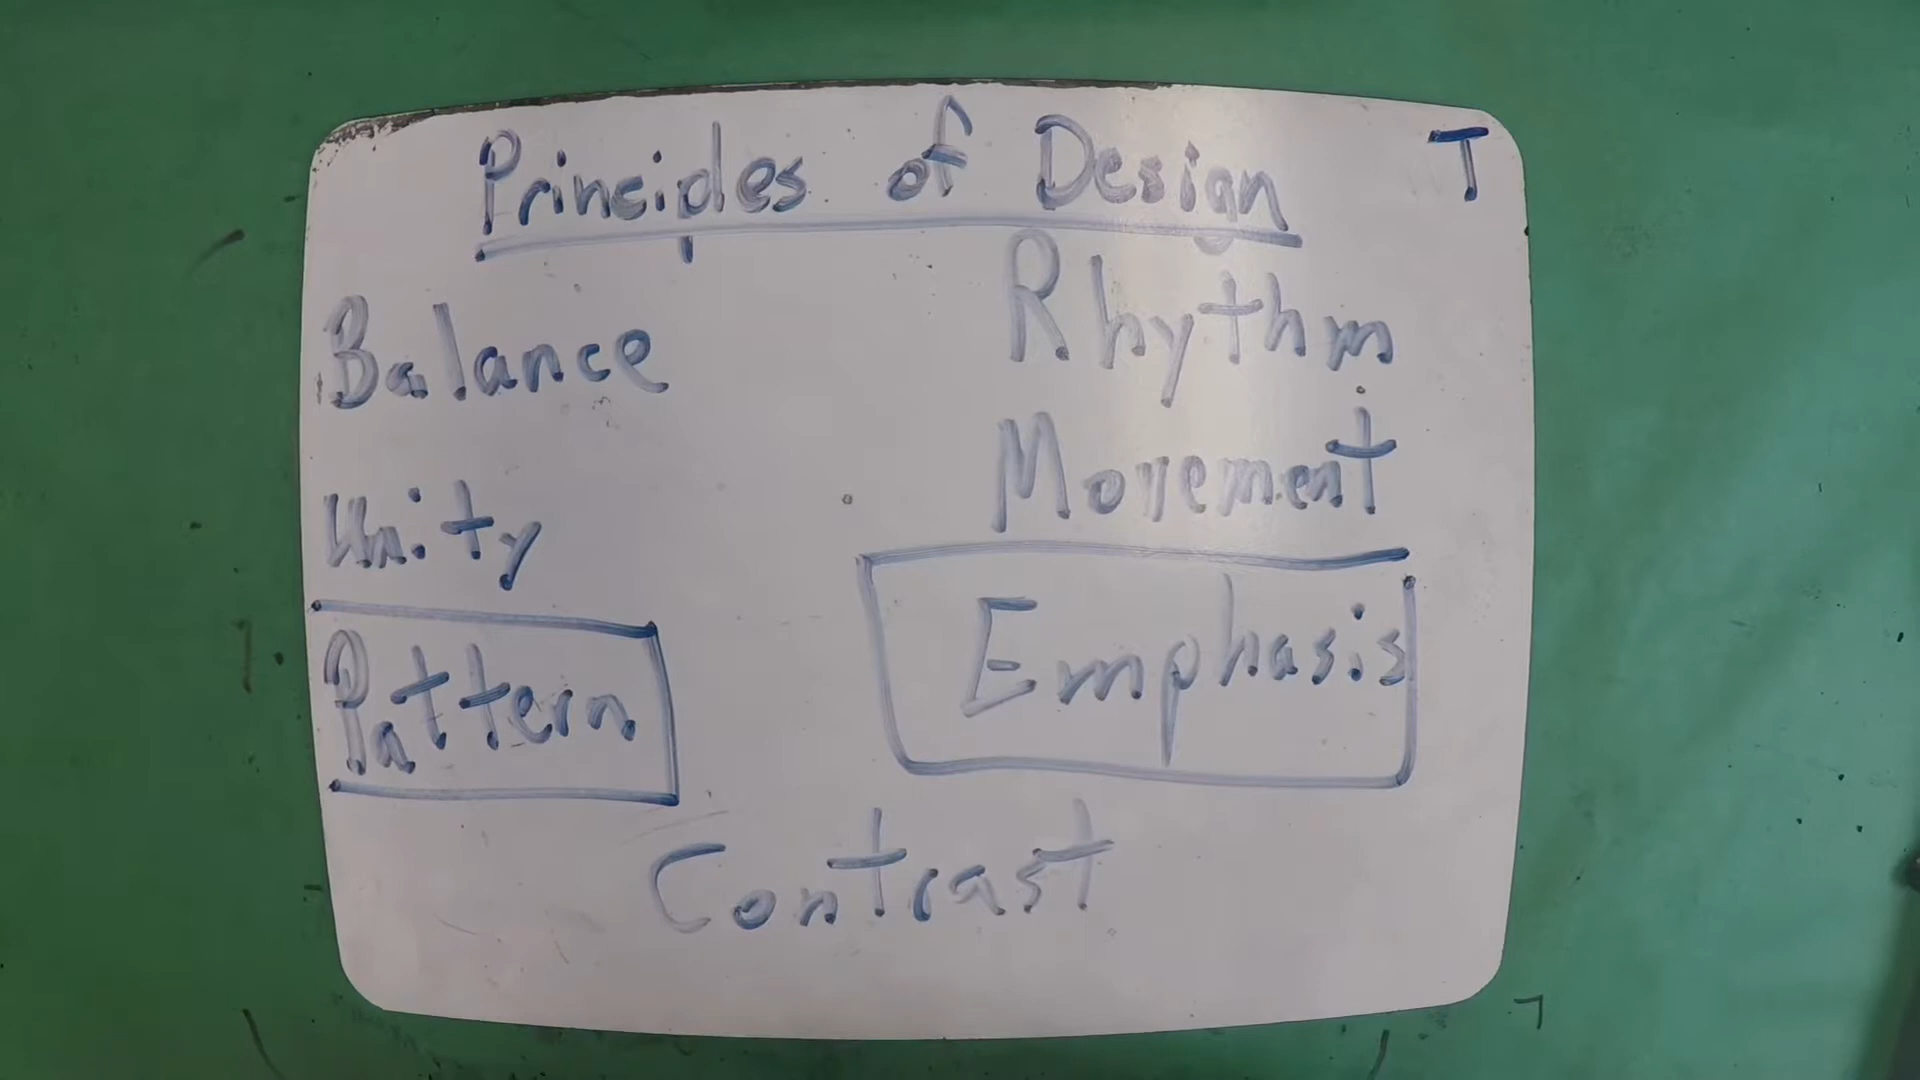 Principles of Design T
Balance
Rhythm
Unity
Movement
Pattern
Emphasis
Contrast